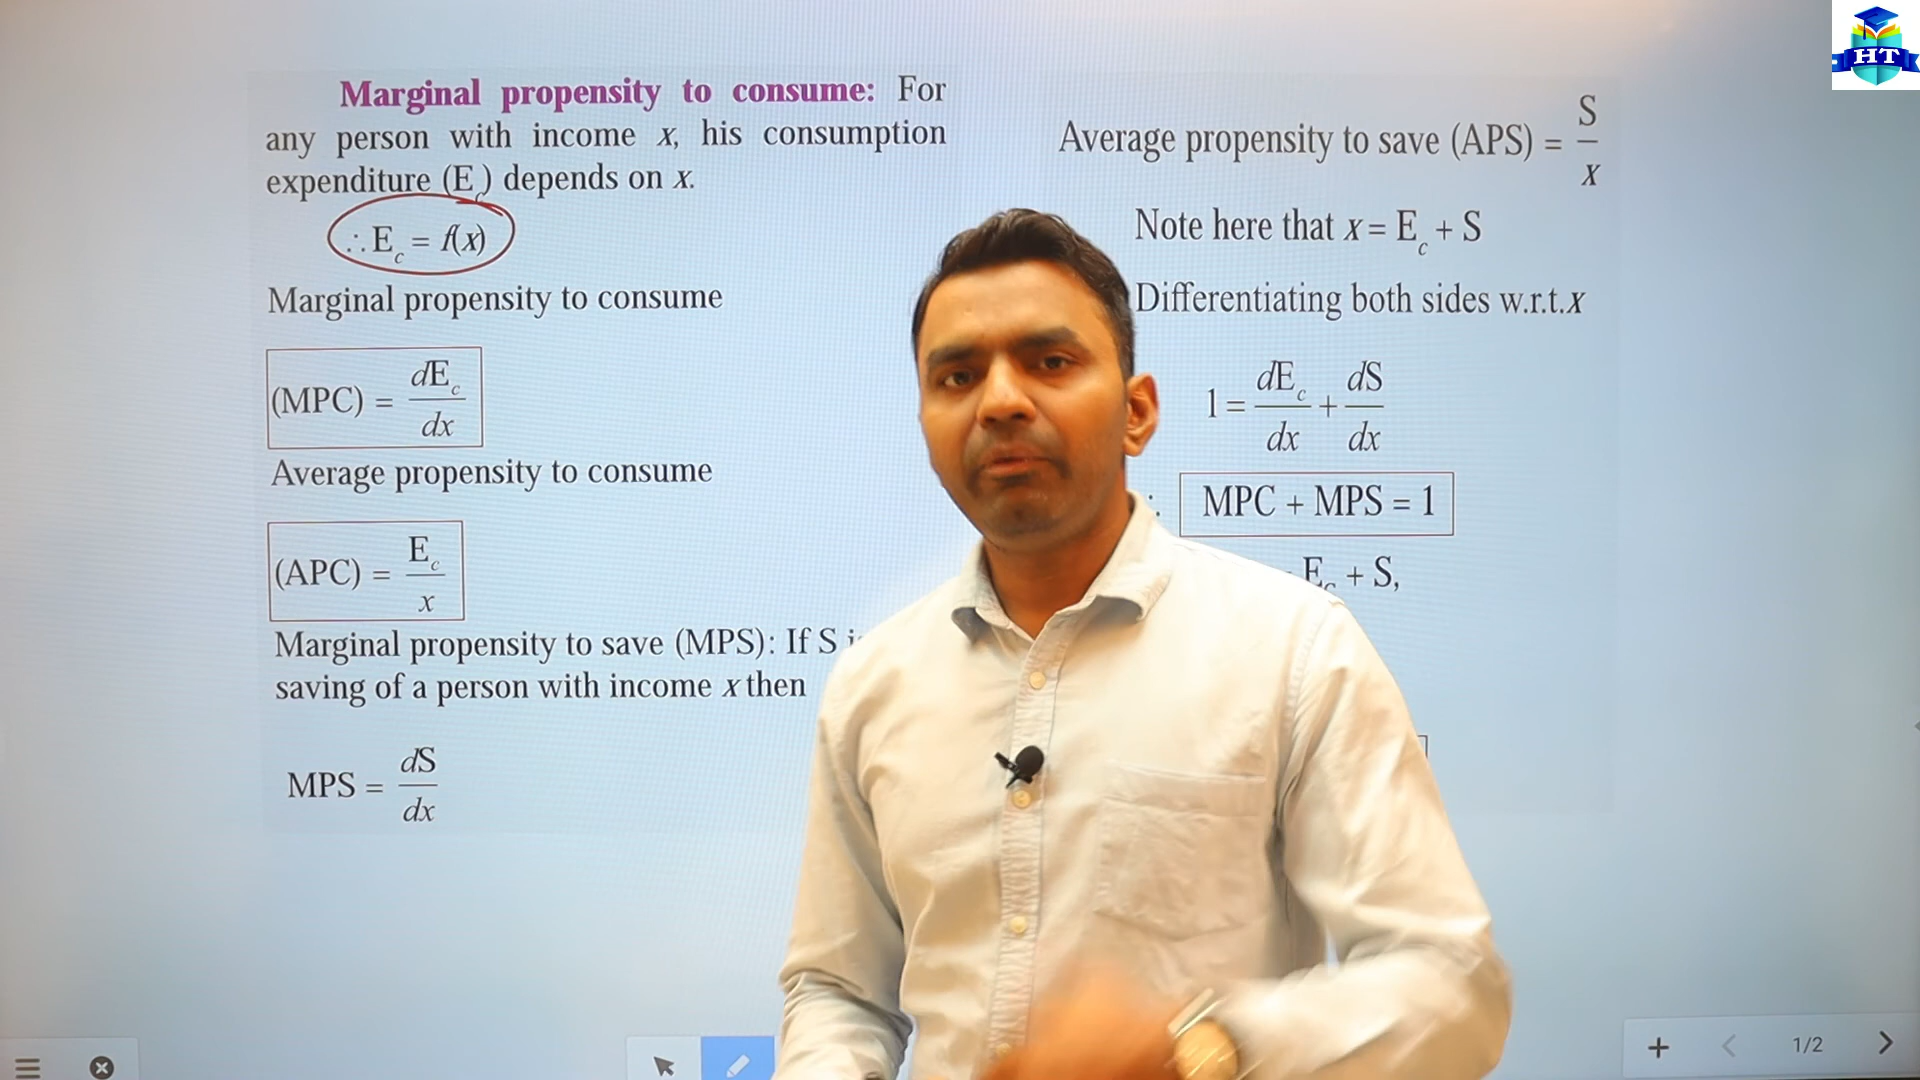 Marginal propensity to consume: For
any person with income x, his consumption
expenditure (E_c) depends on x.
∴ E_c = f(x)
Marginal propensity to consume
(MPC) = dE_c/dx
Average propensity to consume
(APC) = E_c/x
Marginal propensity to save (MPS): If S
saving of a person with income x then
MPS = dS/dx
Average propensity to save (APS) = S/x
Note here that x = E_c + S
Differentiating both sides w.r.t.x
1 = dE_c/dx + dS/dx
MPC + MPS = 1
E_c + S,
HT
1/2